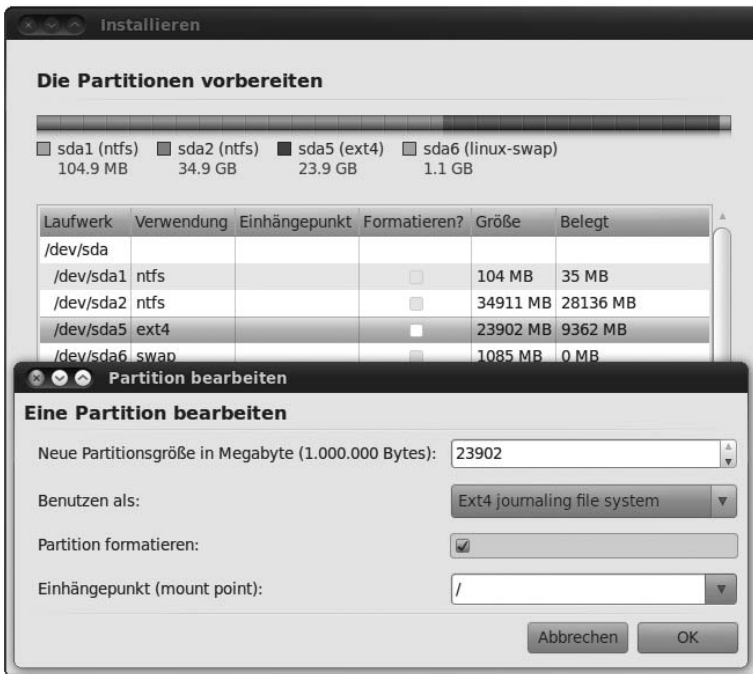 Installieren
Die Partitionen vorbereiten
sda1 (ntfs) sda2 (ntfs) sda5 (ext4) sda6 (linux-swap)
104.9 MB 34.9 GB 23.9 GB 1.1 GB
Laufwerk Verwendung Einhängepunkt Formatieren? Größe Belegt
/dev/sda
/dev/sda1 ntfs 104 MB 35 MB
/dev/sda2 ntfs 34911 MB 28136 MB
/dev/sda5 ext4 23902 MB 9362 MB
/dev/sda6 swap 1085 MB 0 MB
Partition bearbeiten
Eine Partition bearbeiten
Neue Partitionsgröße in Megabyte (1.000.000 Bytes): 23902
Benutzen als: Ext4 journaling file system
Partition formatieren:
Einhängepunkt (mount point): /
Abbrechen OK